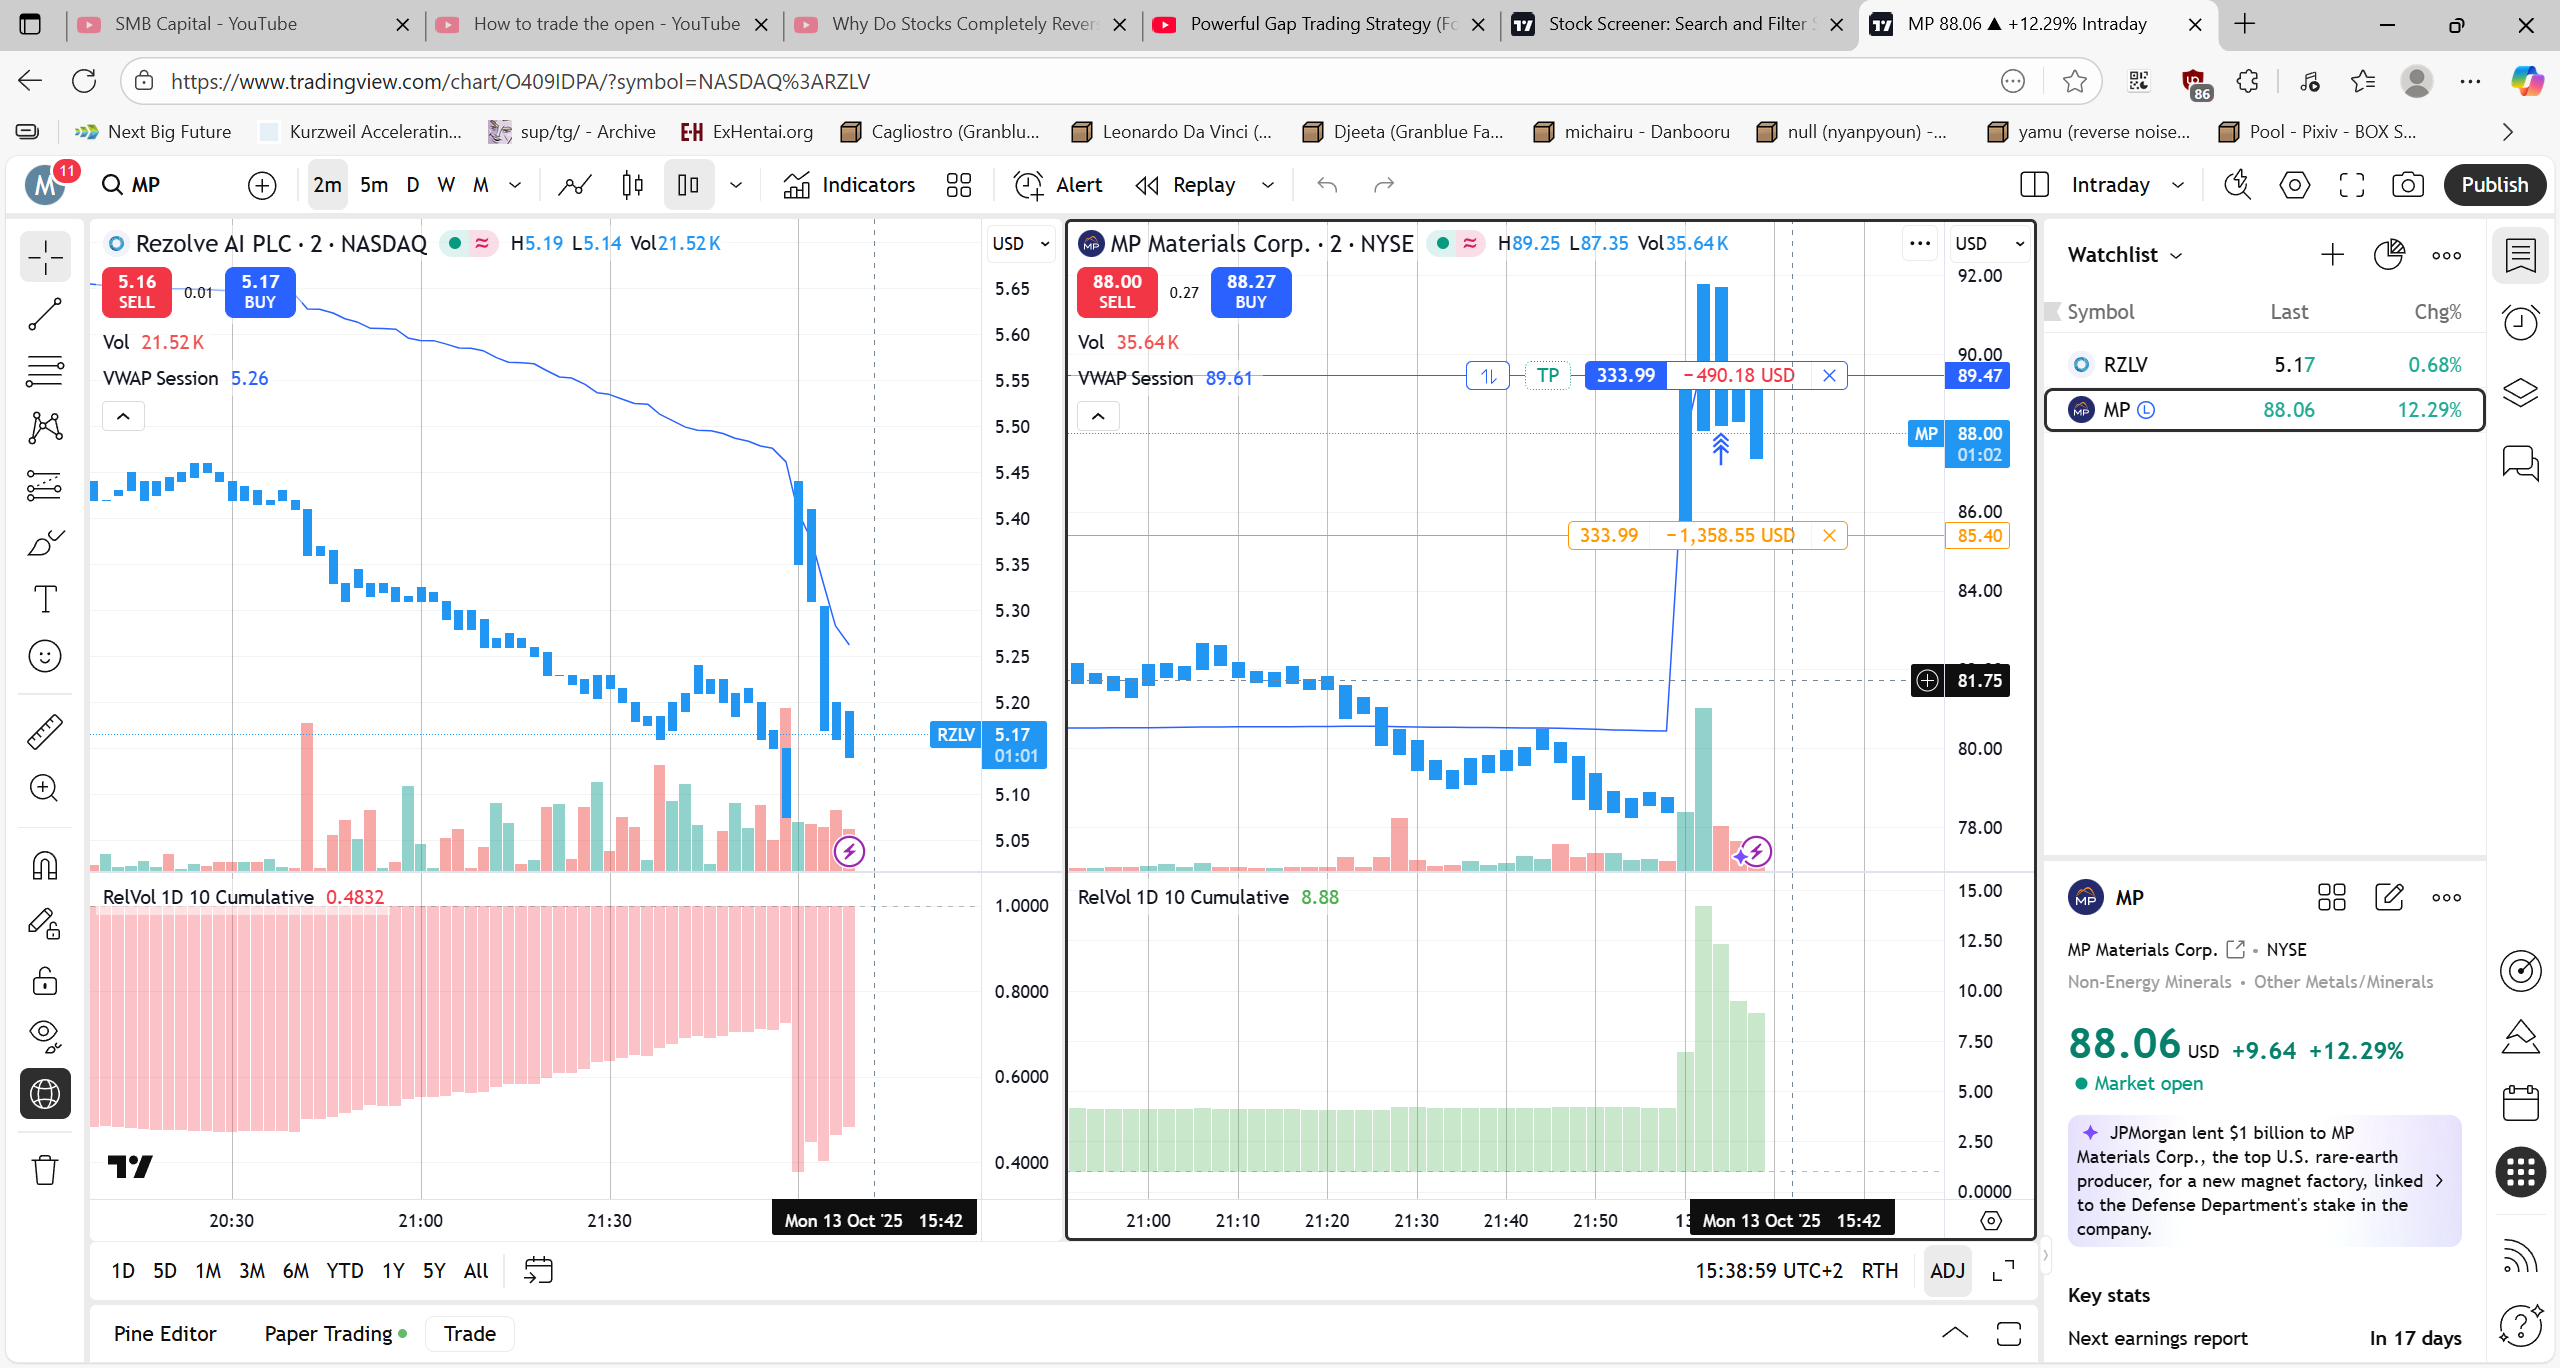 SMB Capital - YouTube
How to trade the open - YouTube
Why Do Stocks Completely Rever
Powerful Gap Trading Strategy (Fo
Stock Screener: Search and Filter S
MP 88.06 ▲ +12.29% Intraday
https://www.tradingview.com/chart/O409IDPA/?symbol=NASDAQ%3ARZLV
86
Next Big Future
Kurzweil Acceleratin...
sup/tg/ - Archive
E-H ExHentai.org
Cagliostro (Granblu...
Leonardo Da Vinci (...
Djeeta (Granblue Fa...
michairu - Danbooru
null (nyanpyoun) -...
yamu (reverse noise...
Pool - Pixiv - BOX S...
M 11
MP
2m 5m D W M
Indicators
Alert
Replay
Intraday
Publish
Rezolve AI PLC · 2 · NASDAQ
H5.19 L5.14 Vol21.52K
USD
5.16
SELL
0.01
5.17
BUY
Vol 21.52K
VWAP Session 5.26
5.65
5.60
5.55
5.50
5.45
5.40
5.35
5.30
5.25
5.20
RZLV 5.17
01:01
5.10
5.05
RelVol 1D 10 Cumulative 0.4832
1.0000
0.8000
0.6000
0.4000
20:30 21:00 21:30
Mon 13 Oct '25 15:42
MP Materials Corp. · 2 · NYSE
H89.25 L87.35 Vol35.64K
USD
88.00
SELL
0.27
88.27
BUY
Vol 35.64K
VWAP Session 89.61
TP
333.99 −490.18 USD
333.99 −1,358.55 USD
92.00
90.00
89.47
MP 88.00
01:02
86.00
85.40
84.00
81.75
80.00
78.00
RelVol 1D 10 Cumulative 8.88
15.00
12.50
10.00
7.50
5.00
2.50
0.0000
21:00 21:10 21:20 21:30 21:40 21:50
Mon 13 Oct '25 15:42
1D 5D 1M 3M 6M YTD 1Y 5Y All
15:38:59 UTC+2 RTH ADJ
Pine Editor
Paper Trading
Trade
Watchlist
Symbol Last Chg%
RZLV 5.17 0.68%
MP L 88.06 12.29%
MP
MP Materials Corp. • NYSE
Non-Energy Minerals • Other Metals/Minerals
88.06 USD +9.64 +12.29%
Market open
JPMorgan lent $1 billion to MP
Materials Corp., the top U.S. rare-earth
producer, for a new magnet factory, linked
to the Defense Department's stake in the
company.
Key stats
Next earnings report In 17 days